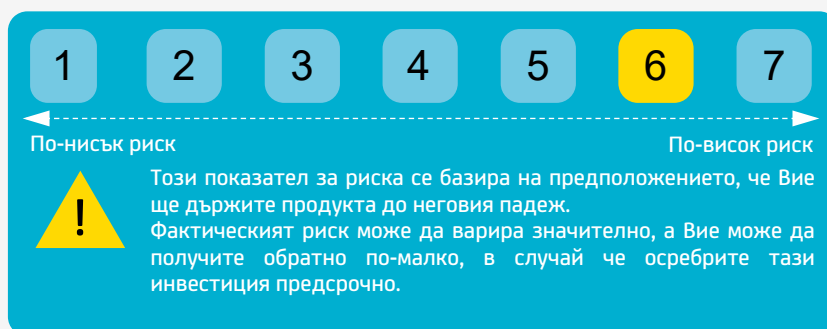 1 2 3 4 5 6 7
По-нисък риск По-висок риск
Този показател за риска се базира на предположението, че Вие
ще държите продукта до неговия падеж.
!
Фактическият риск може да варира значително, а Вие може да
получите обратно по-малко, в случай че осребрите тази
инвестиция предсрочно.